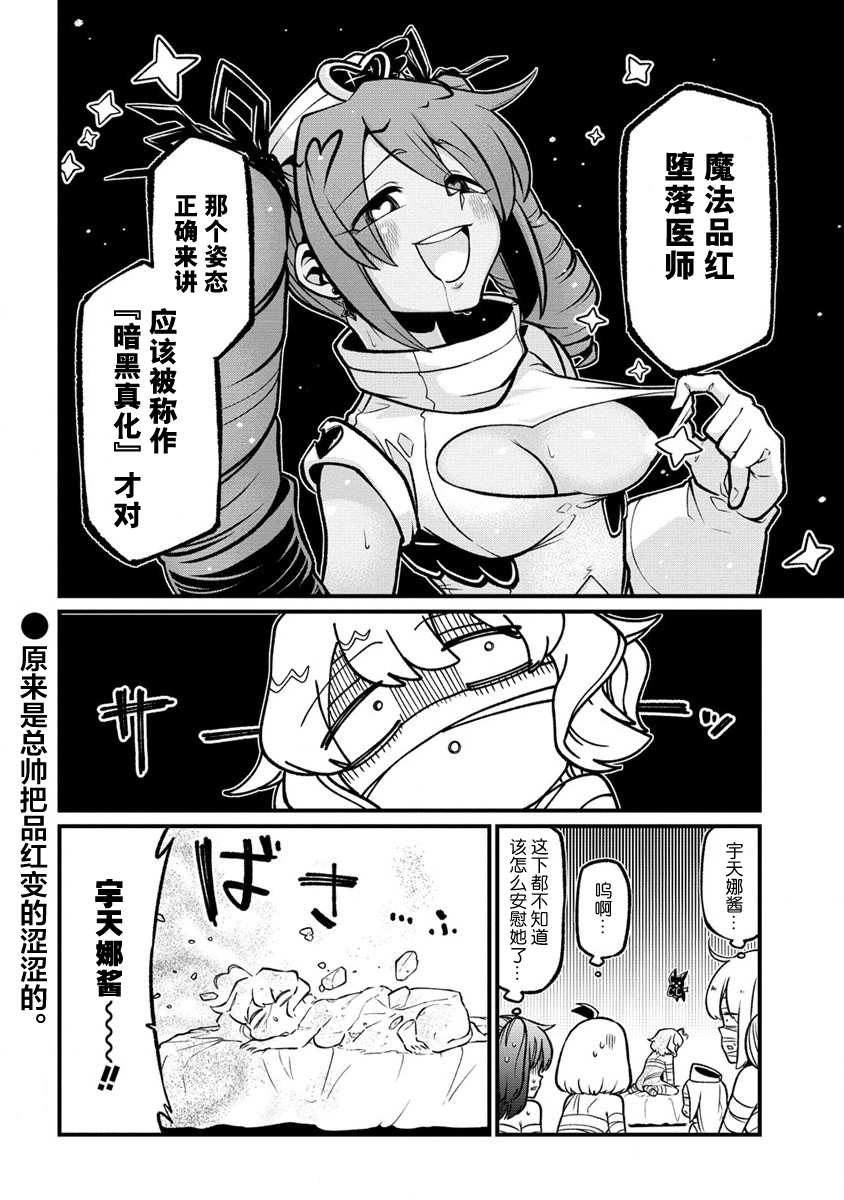 魔法品红
堕落医师
那个姿态
正确来讲
应该被称作
『暗黑真化』才对
サーッ
宇天娜酱…
呜啊…
这下都不知道
该怎么安慰她了…
ばさっ
宇天娜酱～～～!!
●原来是总帅把品红变的涩涩的。